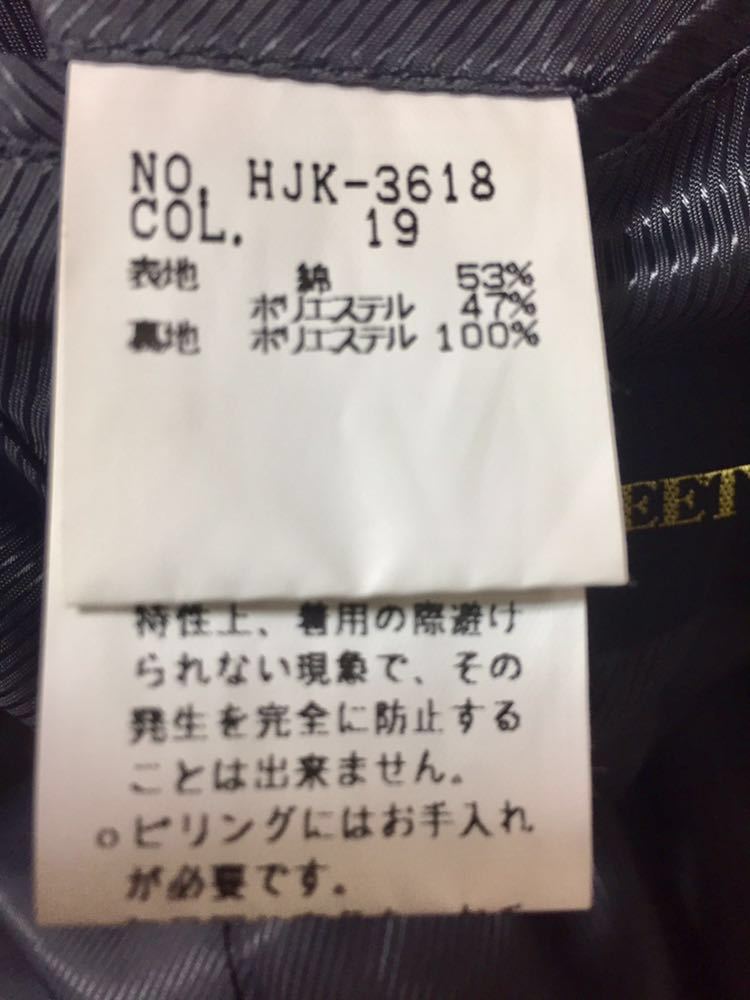 NO. HJK-3618
COL. 19
表地 綿 53%
ポリエステル 47%
裏地 ポリエステル 100%
EET
特性上、着用の際避け
られない現象で、その
発生を完全に防止する
ことは出来ません。
○ピリングにはお手入れ
が必要です。